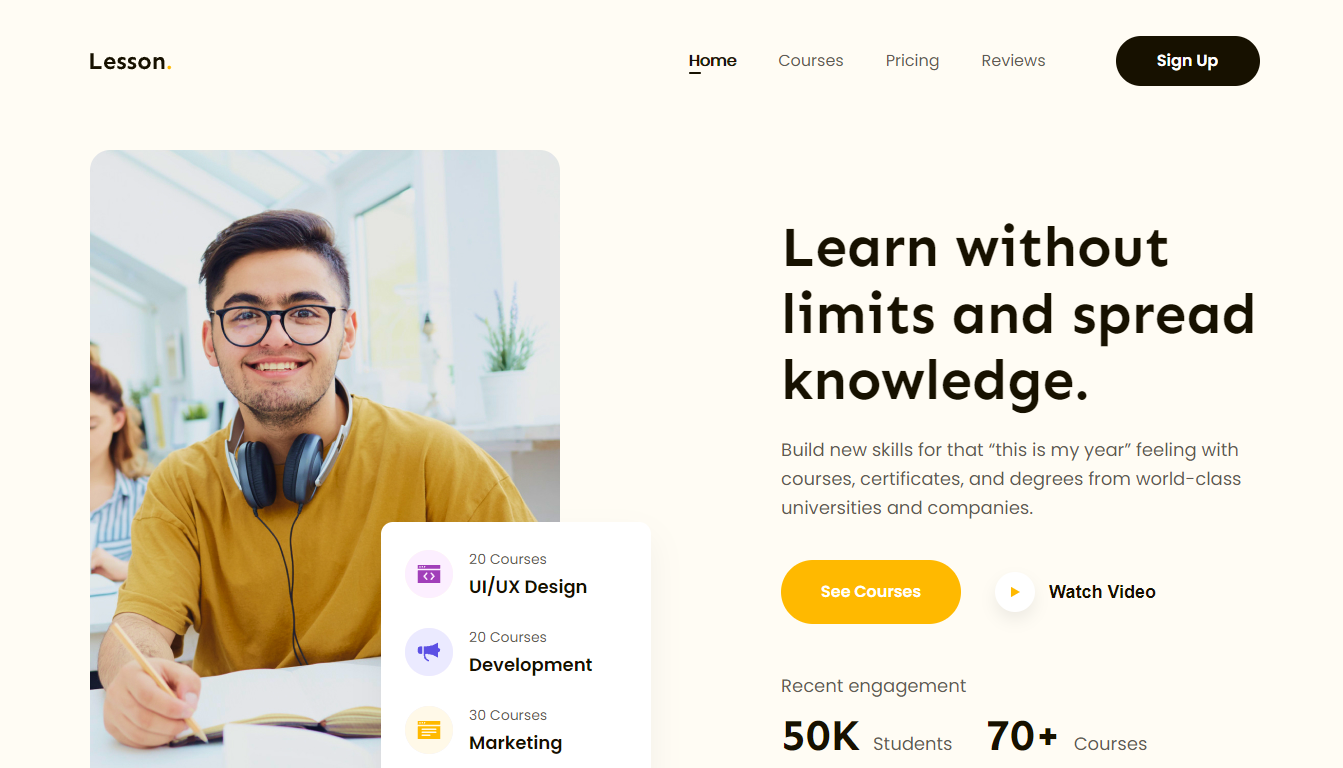 Lesson.
Home
Courses
Pricing
Reviews
Sign Up
Learn without
limits and spread
knowledge.
Build new skills for that “this is my year” feeling with
courses, certificates, and degrees from world-class
universities and companies.
See Courses
Watch Video
20 Courses
UI/UX Design
20 Courses
Development
30 Courses
Marketing
Recent engagement
50K Students
70+ Courses